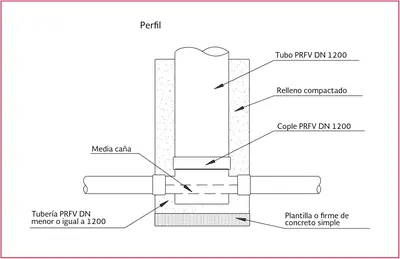 Perfil
Tubo PRFV DN 1200
Relleno compactado
Cople PRFV DN 1200
Media caña
Tubería PRFV DN
menor o igual a 1200
Plantilla o firme de
concreto simple